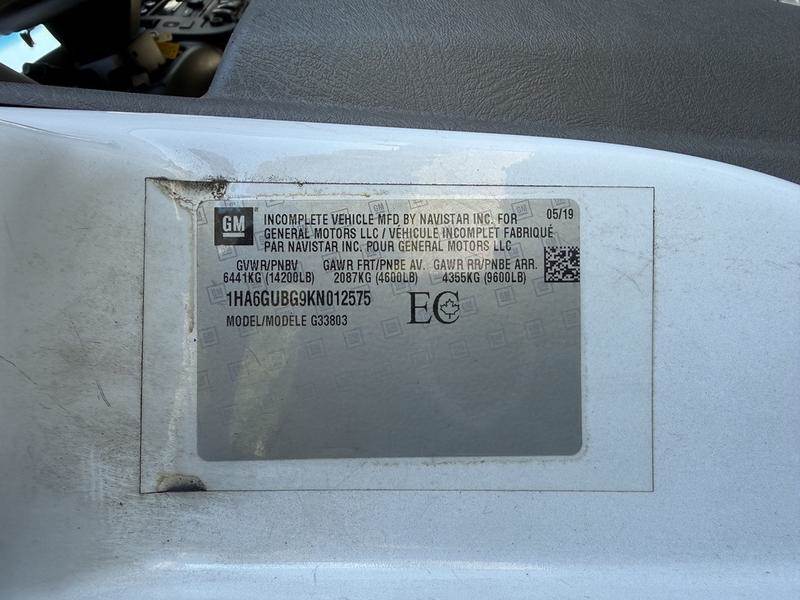 GM
INCOMPLETE VEHICLE MFD BY NAVISTAR INC. FOR
05/19
GENERAL MOTORS LLC / VÉHICULE INCOMPLET FABRIQUÉ
PAR NAVISTAR INC. POUR GENERAL MOTORS LLC
GVWR/PNBV GAWR FRT/PNBE AV. GAWR RR/PNBE ARR.
6441KG (14200LB) 2087KG (4600LB) 4355KG (9600LB)
1HA6GUBG9KN012575
EC
MODEL/MODELE G33803